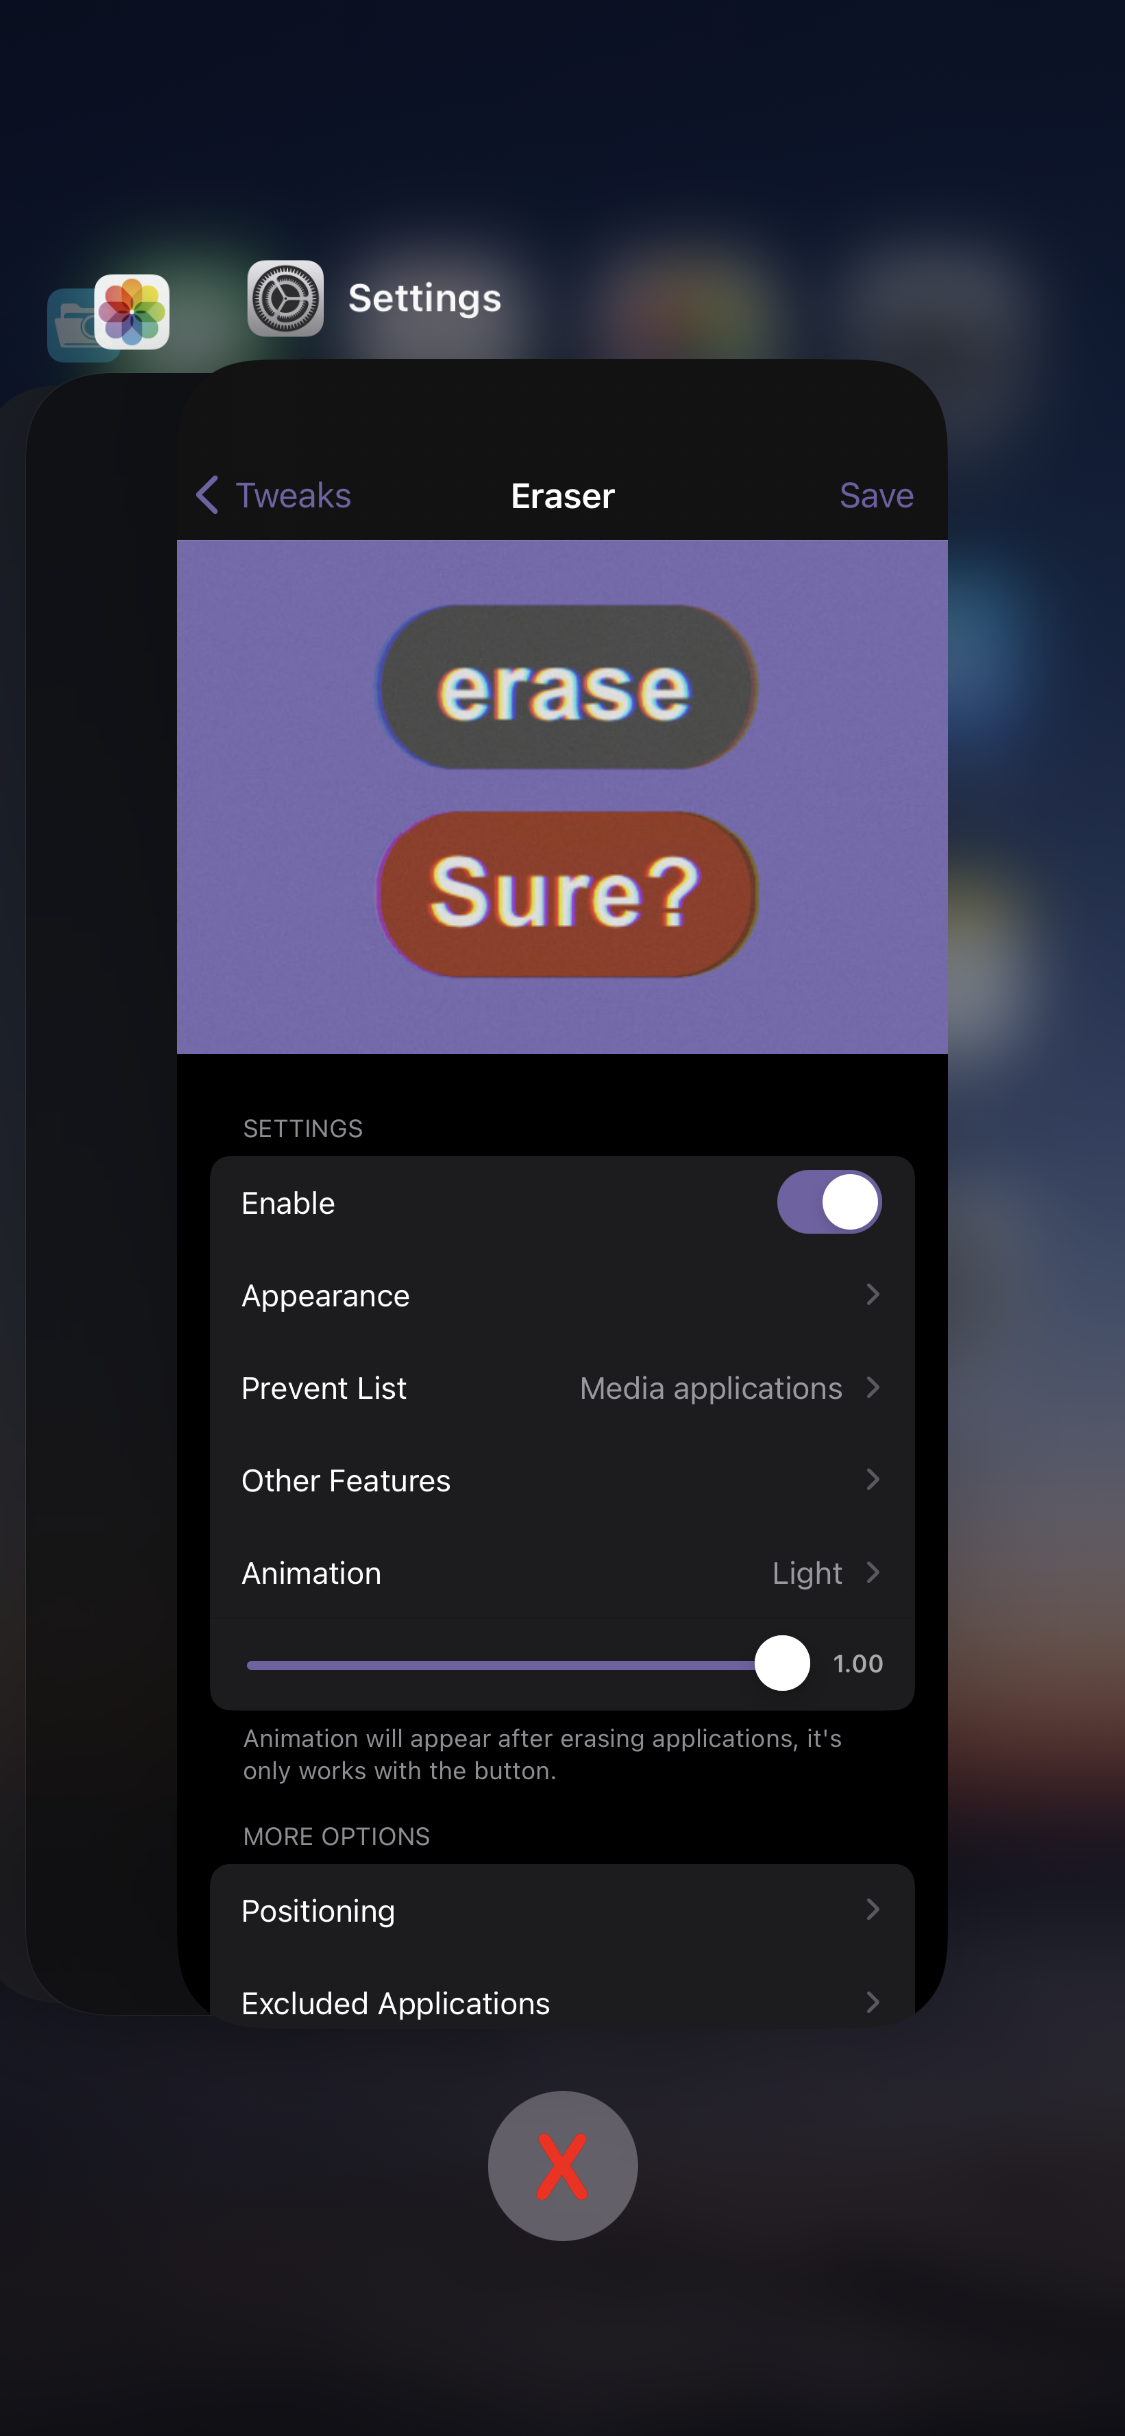 Settings
Tweaks
Eraser
Save
erase
Sure?
SETTINGS
Enable
Appearance
Prevent List Media applications
Other Features
Animation Light
1.00
Animation will appear after erasing applications, it's
only works with the button.
MORE OPTIONS
Positioning
Excluded Applications
X